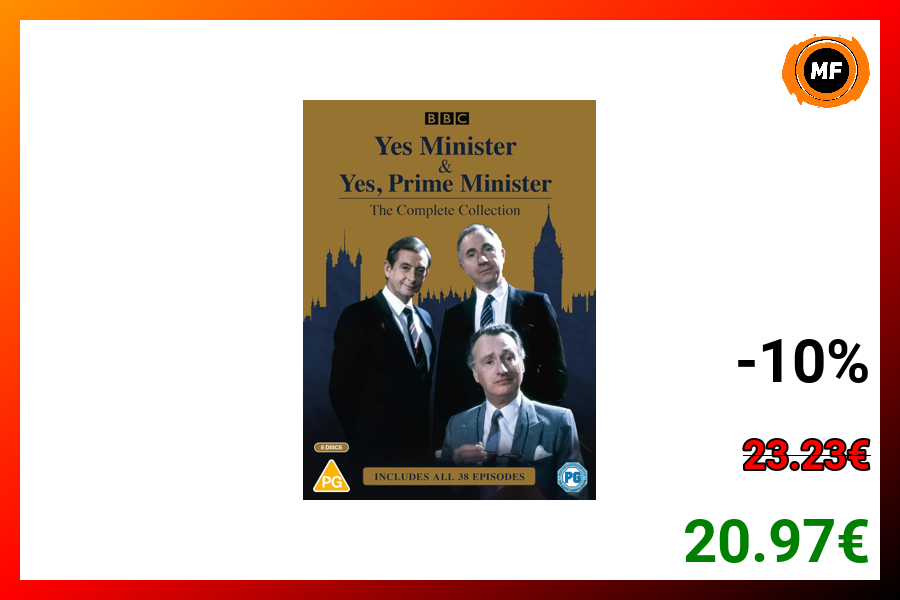 MF
BBC
Yes Minister
&
Yes, Prime Minister
The Complete Collection
6 DISCS
PG
INCLUDES ALL 38 EPISODES
PG
-10%
23.23€
20.97€